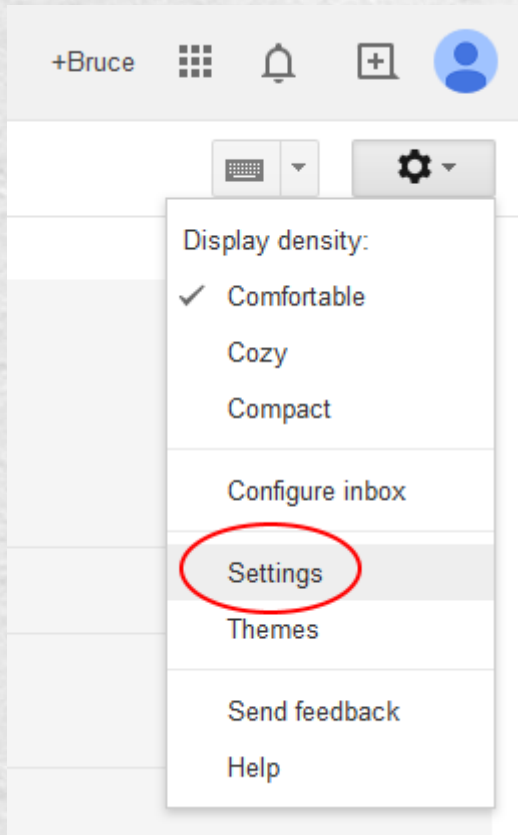 +Bruce
Display density:
Comfortable
Cozy
Compact
Configure inbox
Settings
Themes
Send feedback
Help